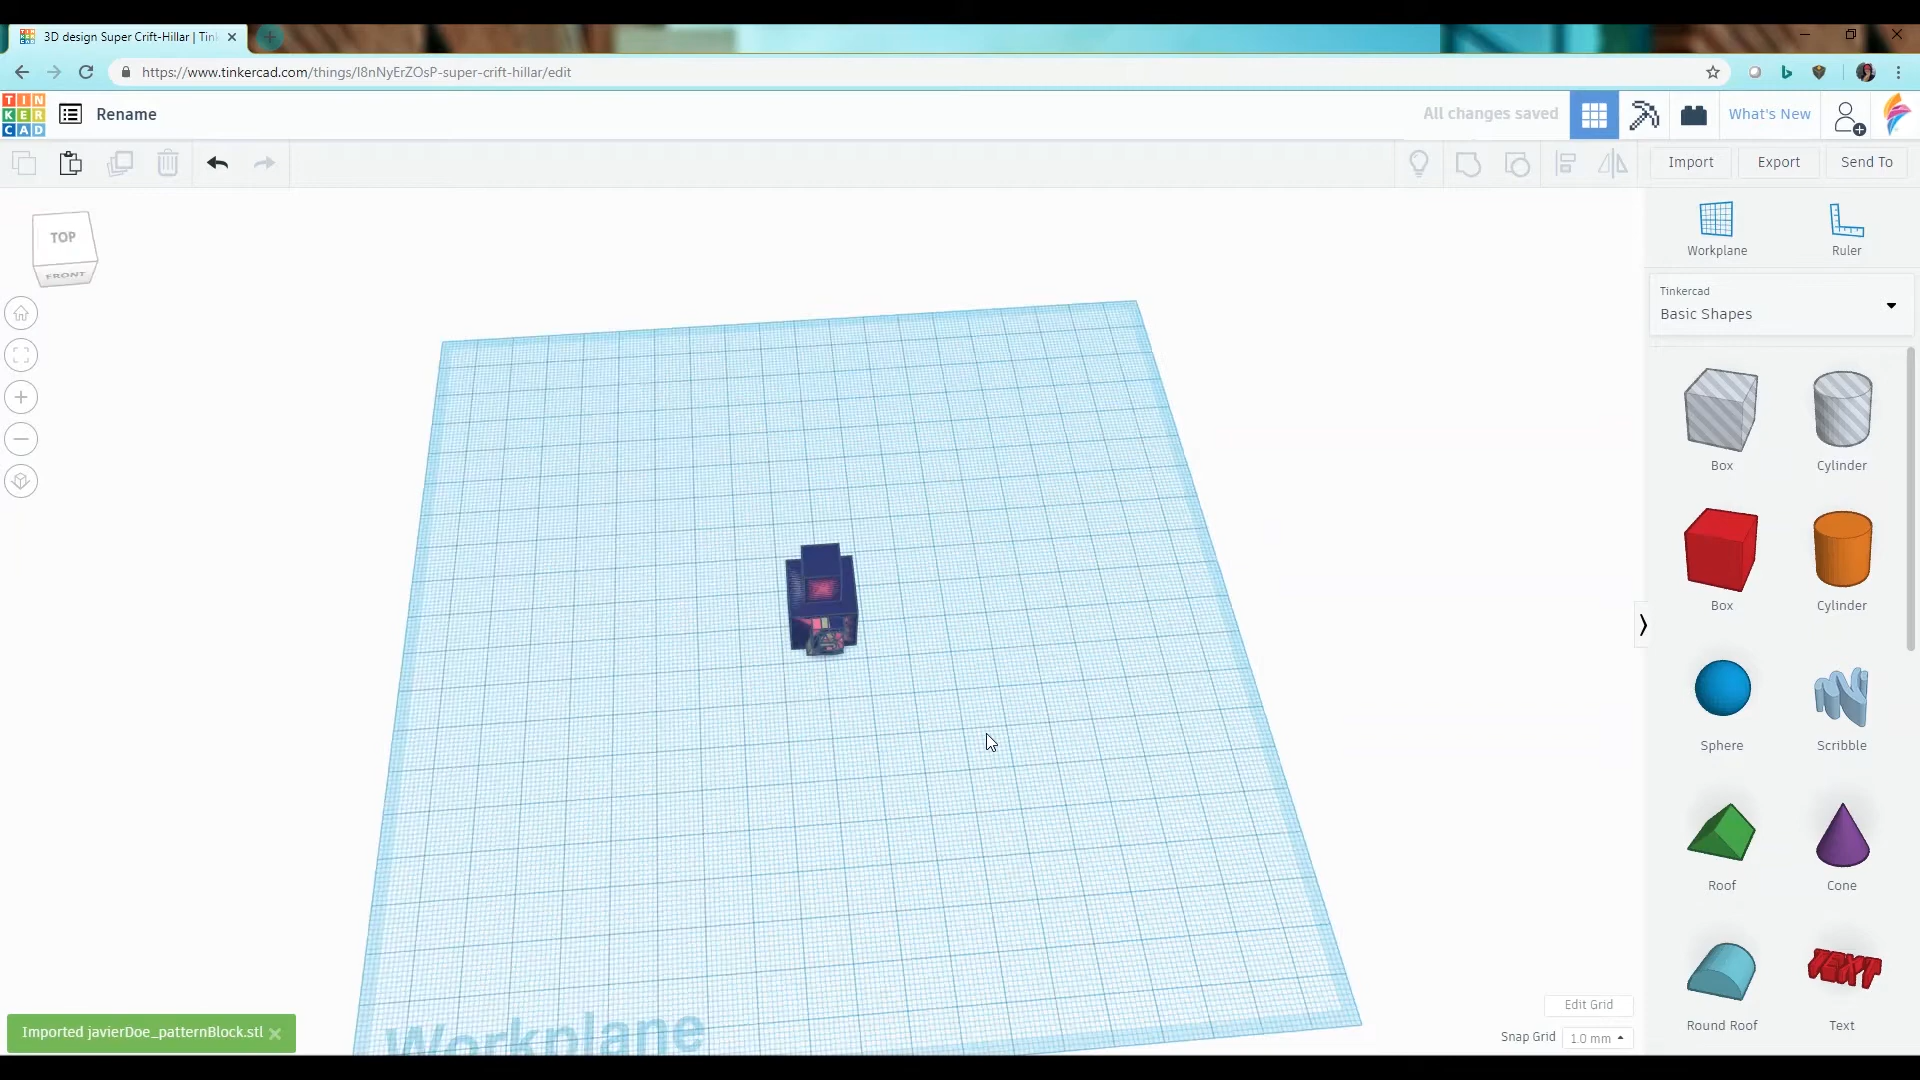 3D design Super Crift-Hillar | Tin
https://www.tinkercad.com/things/I8nNyErZOsP-super-crift-hillar/edit
TIN
KER
CAD
Rename
All changes saved
What's New
Import
Export
Send To
TOP
FRONT
Workplane
Ruler
Tinkercad
Basic Shapes
Box
Cylinder
Box
Cylinder
Sphere
Scribble
Roof
Cone
TEXT
Round Roof
Text
Workplane
Edit Grid
Snap Grid
1.0 mm
Imported javierDoe_patternBlock.stl